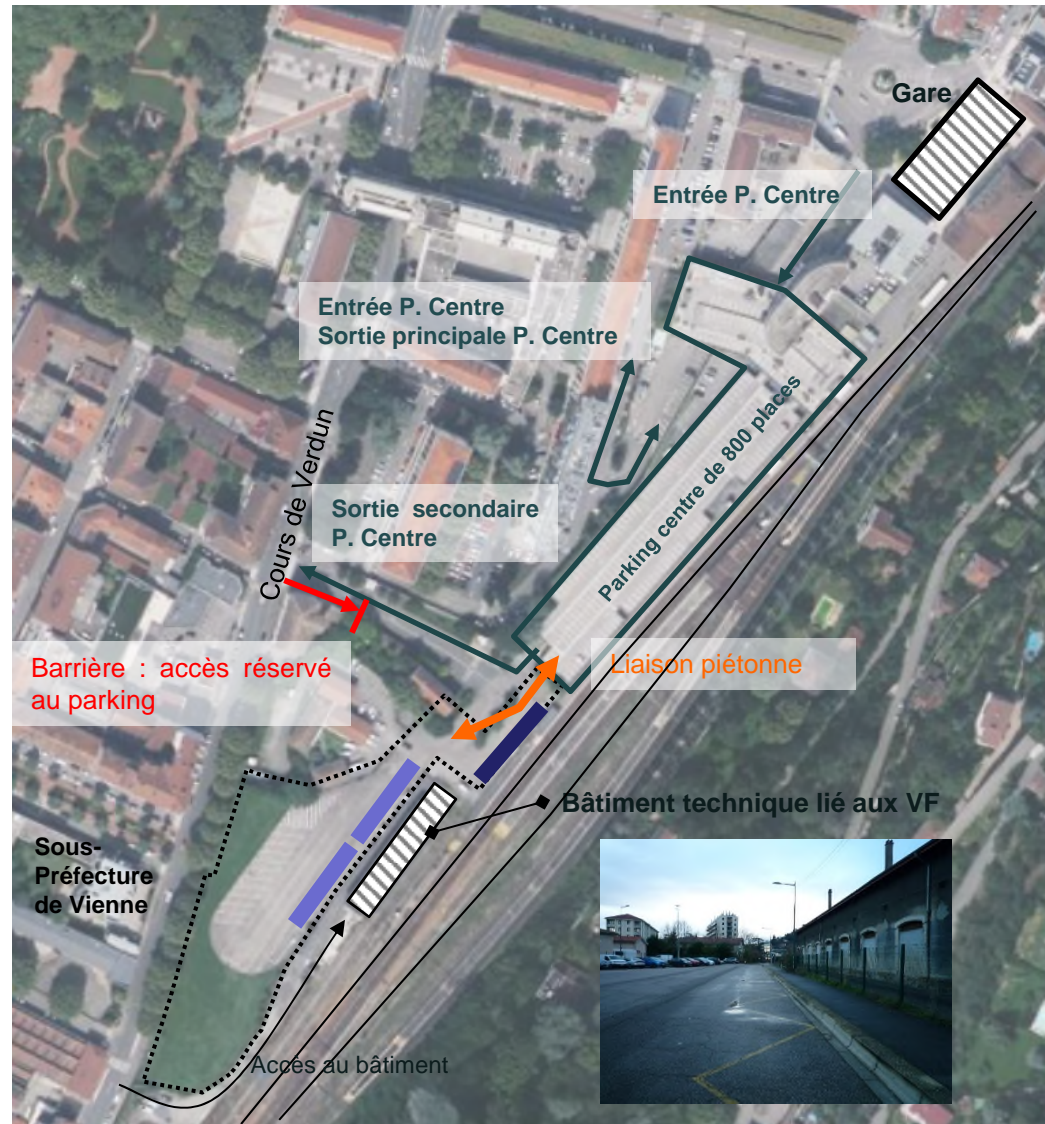 Gare
Entrée P. Centre
Entrée P. Centre
Sortie principale P. Centre
Parking centre de 800 places
Cours de Verdun
Sortie secondaire
P. Centre
Barrière : accès réservé
au parking
Liaison piétonne
Bâtiment technique lié aux VF
Sous-
Préfecture
de Vienne
Accès au bâtiment